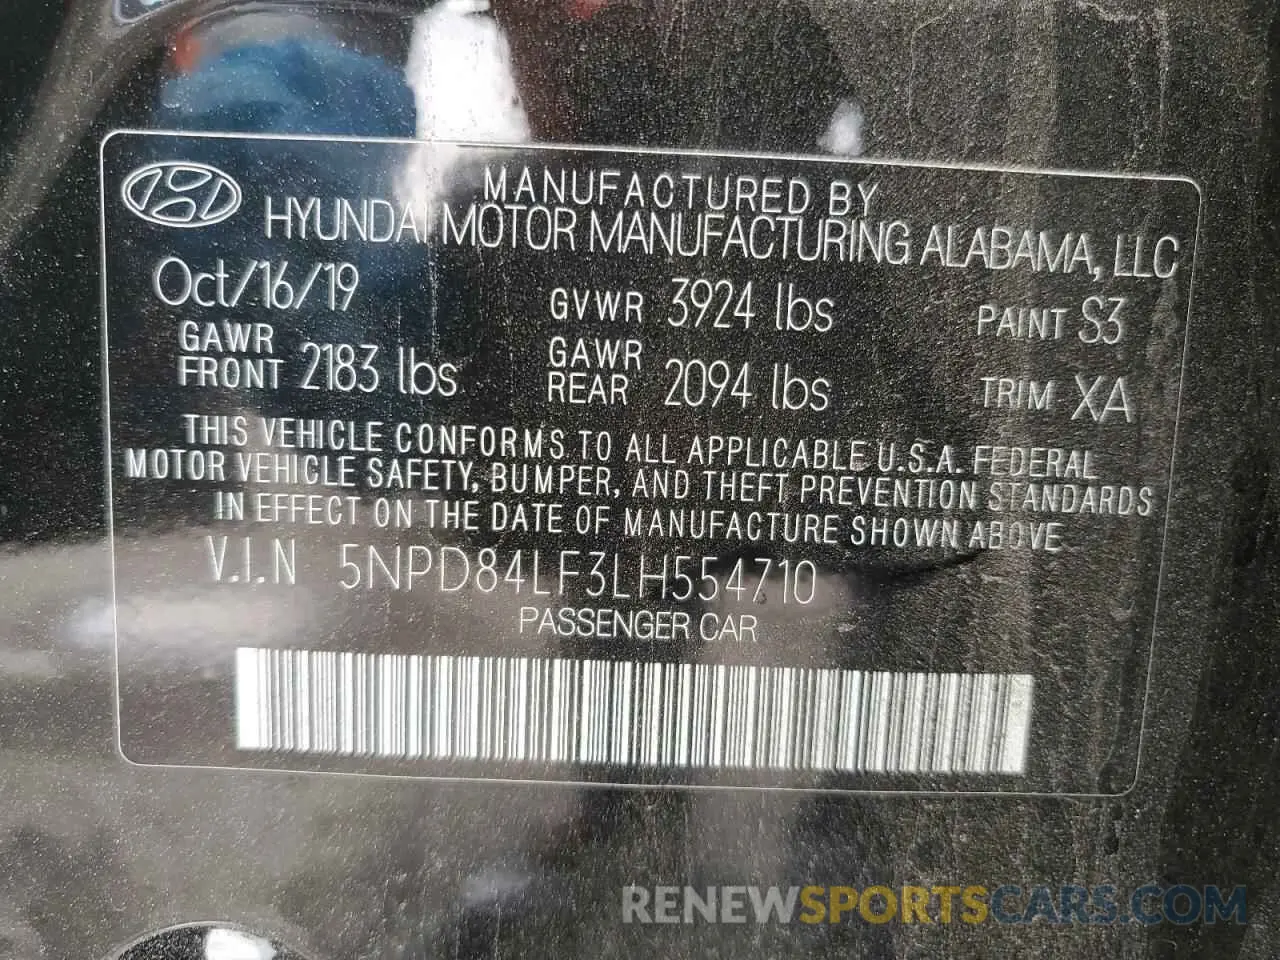 MANUFACTURED BY
HYUNDAI MOTOR MANUFACTURING ALABAMA, LLC
Oct/16/19 GVWR 3924 lbs PAINT S3
GAWR FRONT 2183 lbs GAWR REAR 2094 lbs TRIM XA
THIS VEHICLE CONFORMS TO ALL APPLICABLE U.S.A. FEDERAL
MOTOR VEHICLE SAFETY, BUMPER, AND THEFT PREVENTION STANDARDS
IN EFFECT ON THE DATE OF MANUFACTURE SHOWN ABOVE
V.I.N 5NPD84LF3LH554710
PASSENGER CAR
RENEWSPORTSCARS.COM